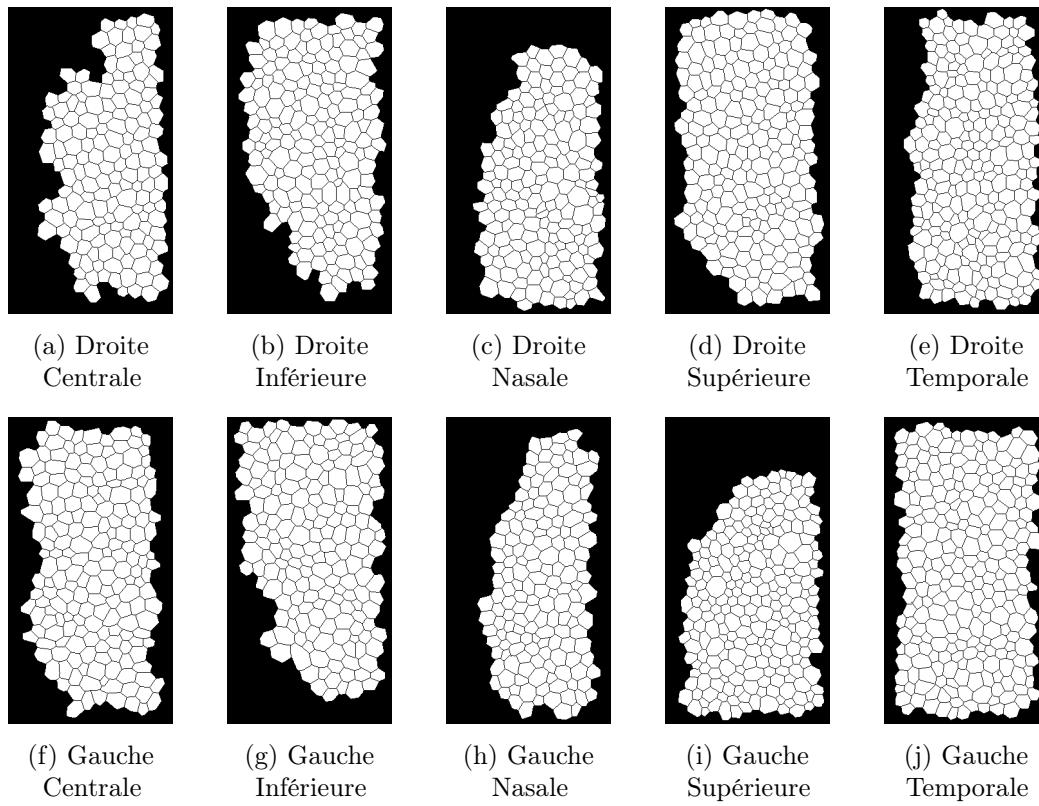 (a) Droite
Centrale
(b) Droite
Inférieure
(c) Droite
Nasale
(d) Droite
Supérieure
(e) Droite
Temporale
(f) Gauche
Centrale
(g) Gauche
Inférieure
(h) Gauche
Nasale
(i) Gauche
Supérieure
(j) Gauche
Temporale